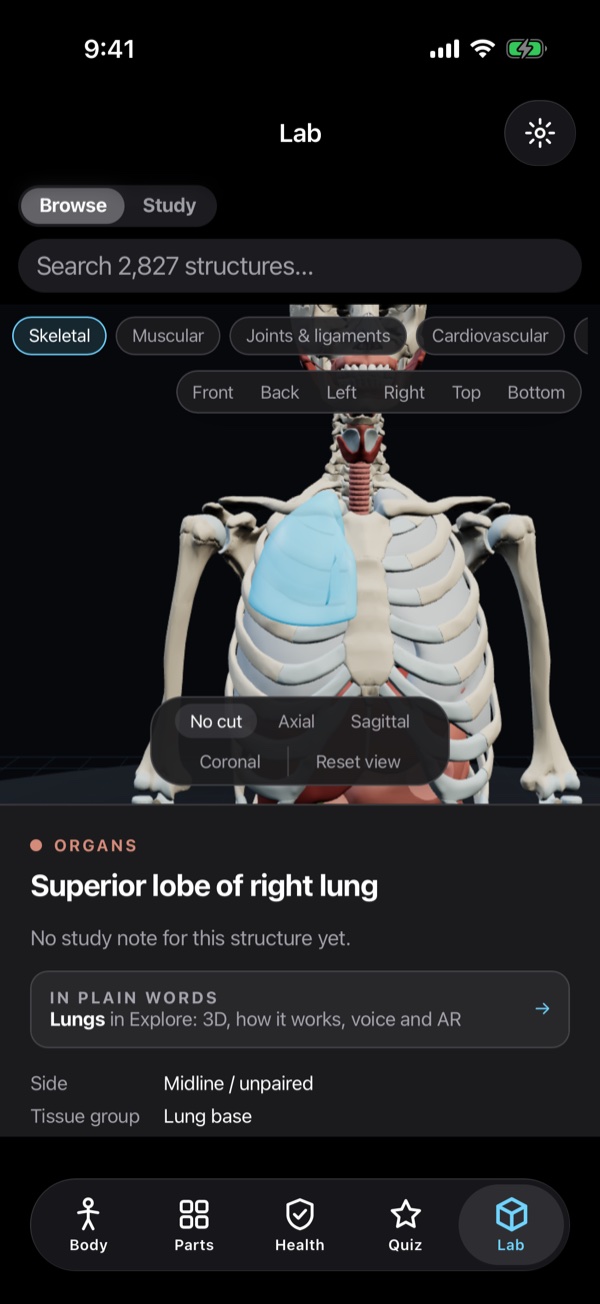 9:41
Lab
Browse Study
Search 2,827 structures...
Skeletal Muscular Joints & ligaments Cardiovascular
Front Back Left Right Top Bottom
No cut Axial Sagittal
Coronal Reset view
ORGANS
Superior lobe of right lung
No study note for this structure yet.
IN PLAIN WORDS
Lungs in Explore: 3D, how it works, voice and AR
Side Midline / unpaired
Tissue group Lung base
Body Parts Health Quiz Lab